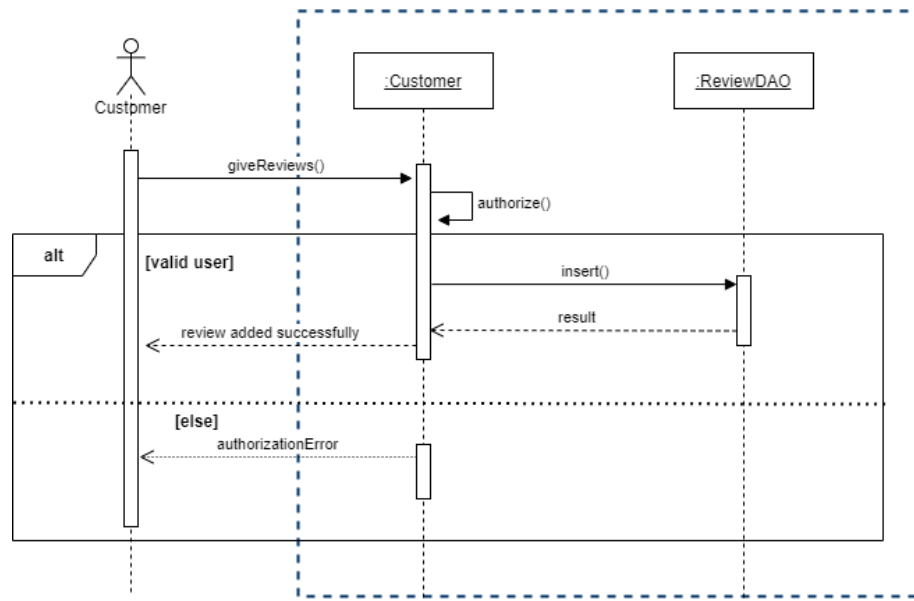 Customer
:Customer
:ReviewDAO
giveReviews()
authorize()
alt
[valid user]
insert()
result
review added successfully
[else]
authorizationError